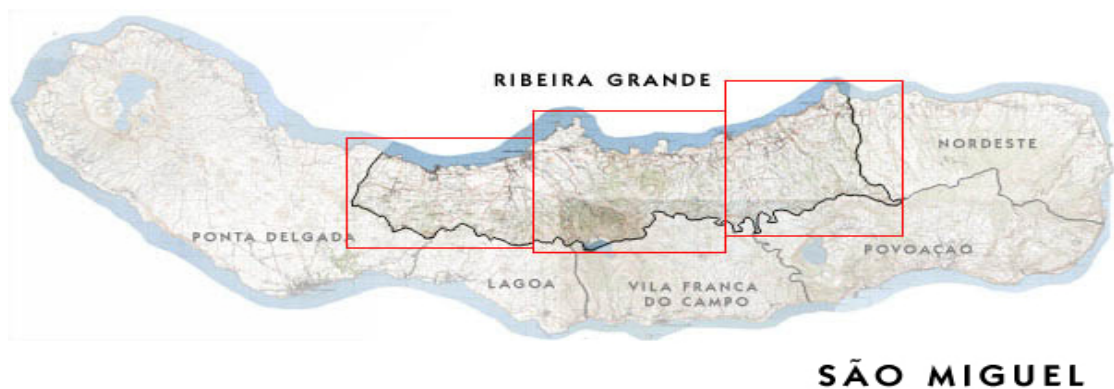 RIBEIRA GRANDE
NORDESTE
PONTA DELGADA
POVOAÇÃO
LAGOA
VILA FRANCA
DO CAMPO
SÃO MIGUEL